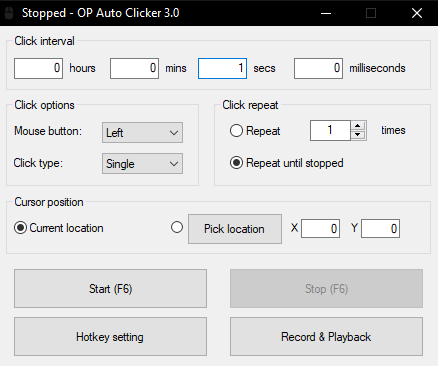 Stopped - OP Auto Clicker 3.0
Click interval
0 hours 0 mins 1 secs 0 milliseconds
Click options
Mouse button: Left
Click type: Single
Click repeat
Repeat 1 times
Repeat until stopped
Cursor position
Current location Pick location X 0 Y 0
Start (F6) Stop (F6)
Hotkey setting Record & Playback